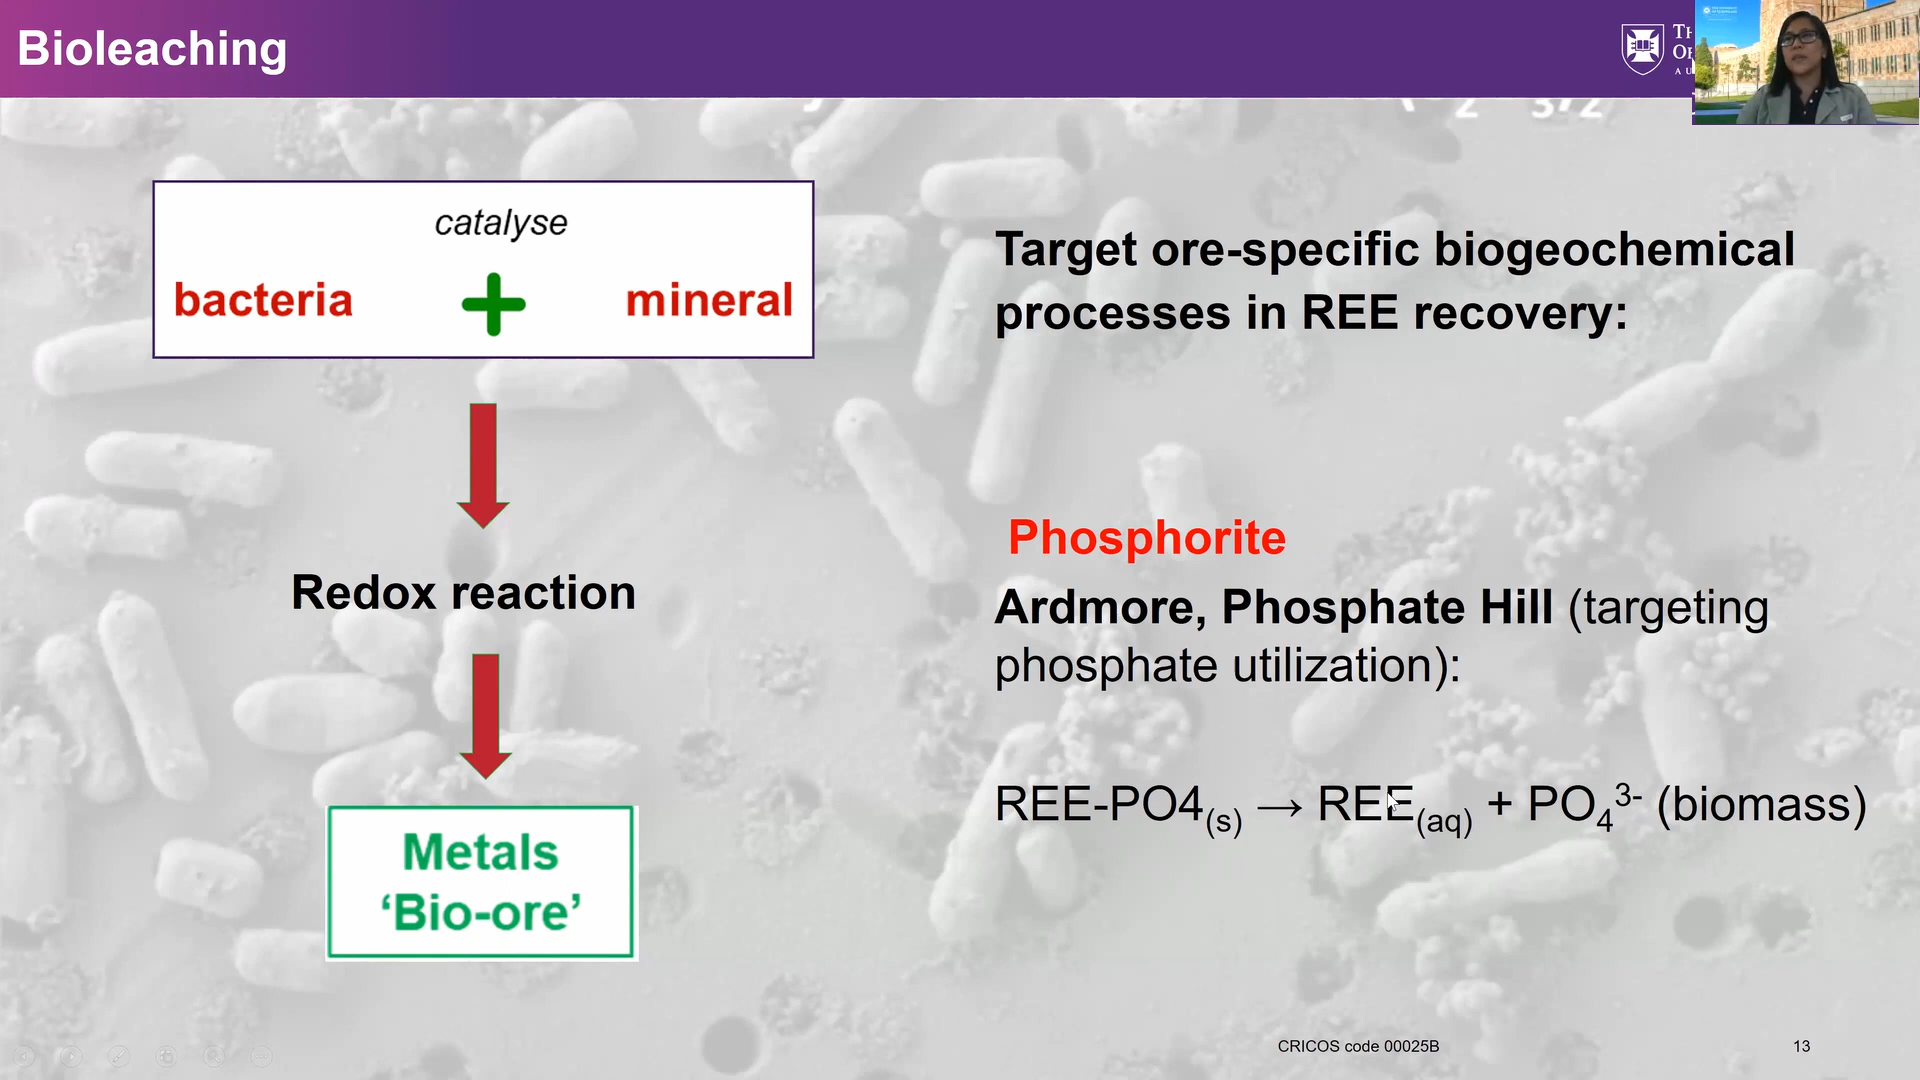 Bioleaching
catalyse
bacteria + mineral
Redox reaction
Metals
‘Bio-ore’
Target ore-specific biogeochemical
processes in REE recovery:
Phosphorite
Ardmore, Phosphate Hill (targeting
phosphate utilization):
REE-PO4(s) → REE(aq) + PO₄³⁻ (biomass)
CRICOS code 00025B
13